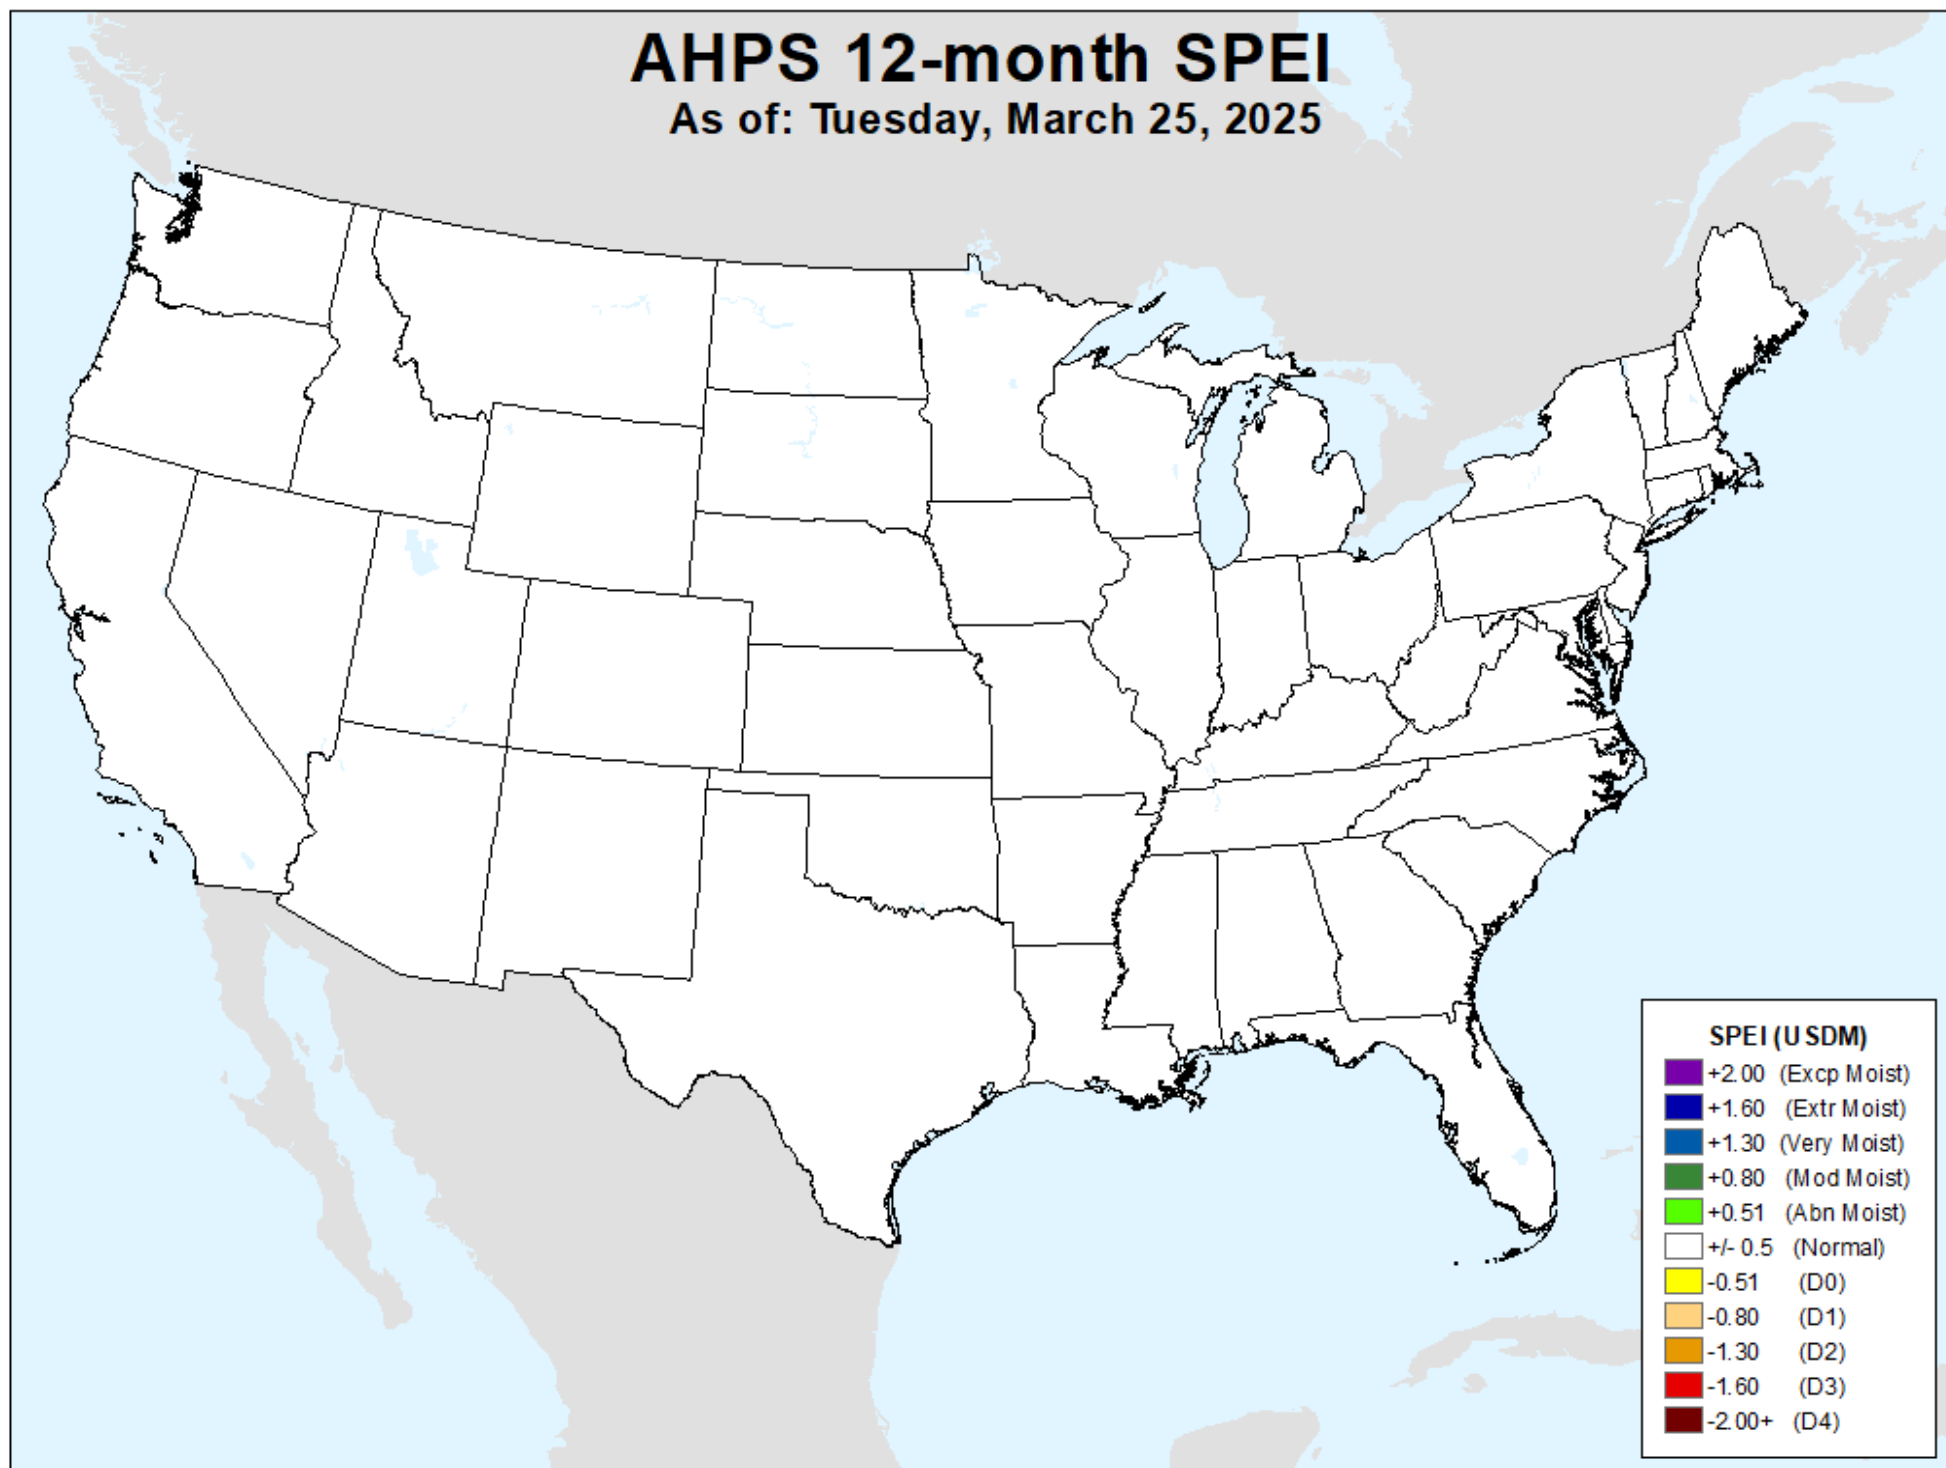 AHPS 12-month SPEI
As of: Tuesday, March 25, 2025
SPEI (USDM)
+2.00 (Excp Moist)
+1.60 (Extr Moist)
+1.30 (Very Moist)
+0.80 (Mod Moist)
+0.51 (Abn Moist)
+/- 0.5 (Normal)
-0.51 (D0)
-0.80 (D1)
-1.30 (D2)
-1.60 (D3)
-2.00+ (D4)